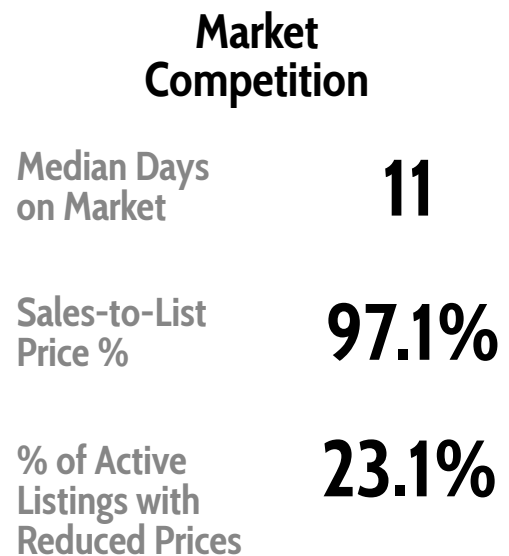 Market
Competition
Median Days
on Market
11
Sales-to-List
Price %
97.1%
% of Active
Listings with
Reduced Prices
23.1%